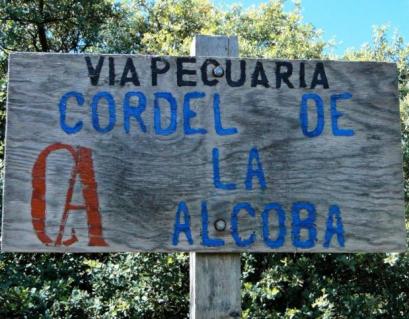 VIA PECUARIA
CORDEL DE
LA
CA
ALCOBA